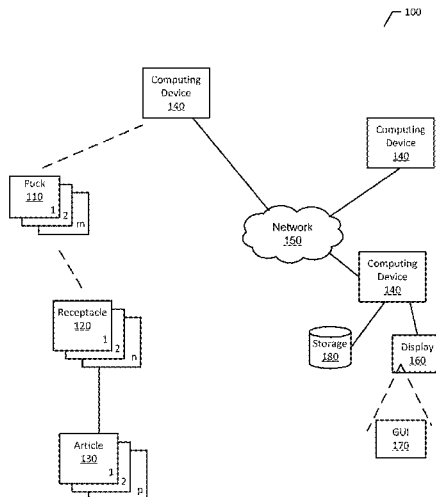 100
Computing
Device
140
Computing
Device
140
Puck
110
1
2
m
Network
150
Computing
Device
140
Receptacle
120
1
2
n
Storage
180
Display
160
Article
130
1
2
p
GUI
170